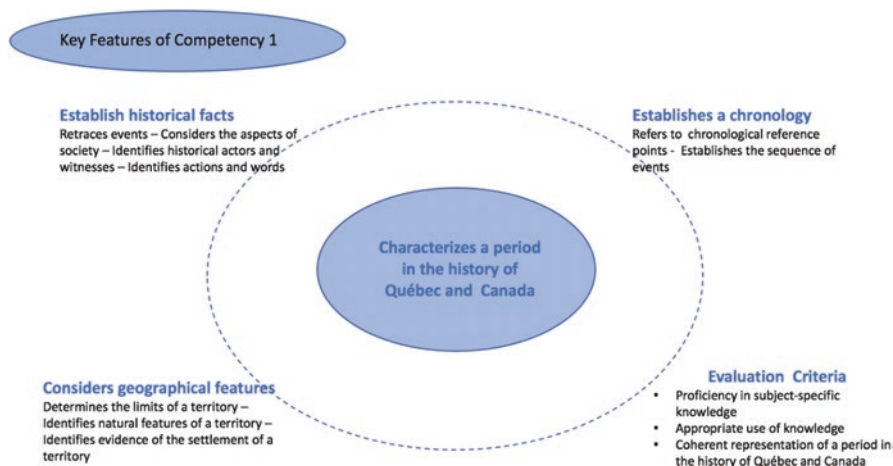 Key Features of Competency 1
Establish historical facts
Retraces events – Considers the aspects of
society – Identifies historical actors and
witnesses – Identifies actions and words
Establishes a chronology
Refers to chronological reference
points - Establishes the sequence of
events
Characterizes a period
in the history of
Québec and Canada
Considers geographical features
Determines the limits of a territory –
Identifies natural features of a territory –
Identifies evidence of the settlement of a
territory
Evaluation Criteria
• Proficiency in subject-specific
knowledge
• Appropriate use of knowledge
• Coherent representation of a period in
the history of Québec and Canada